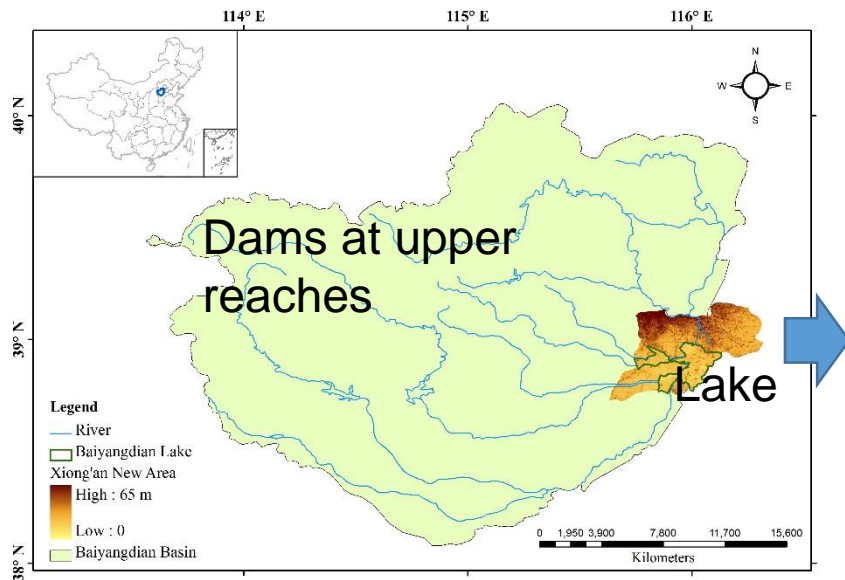 114° E
115° E
116° E
N
W
E
S
40° N
39° N
38° N
Dams at upper
reaches
Lake
Legend
River
Baiyangdian Lake
Xiong'an New Area
High : 65 m
Low : 0
Baiyangdian Basin
0 1,950 3,900 7,800 11,700 15,600
Kilometers